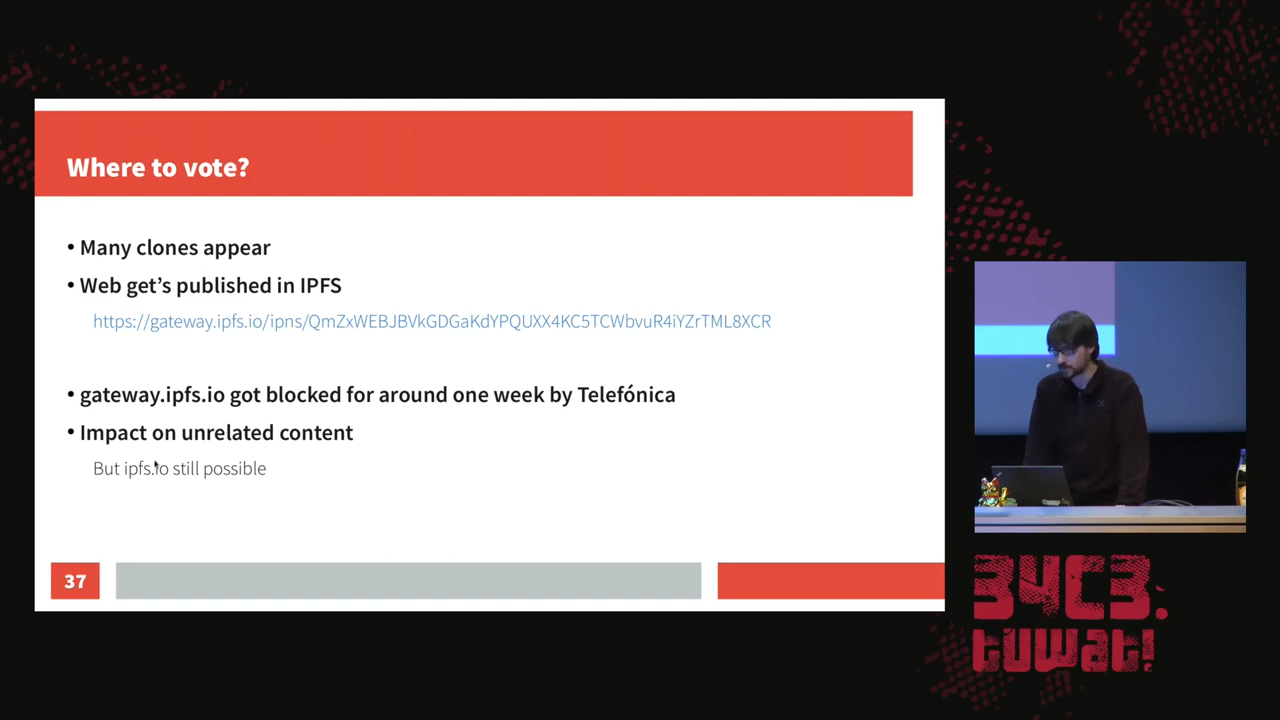 Where to vote?
• Many clones appear
• Web get’s published in IPFS
https://gateway.ipfs.io/ipns/QmZxWEBJBVkGDGaKdYPQUXX4KC5TCWbvuR4iYZrTML8XCR
• gateway.ipfs.io got blocked for around one week by Telefónica
• Impact on unrelated content
But ipfs.io still possible
37
34C3.
tuwat!